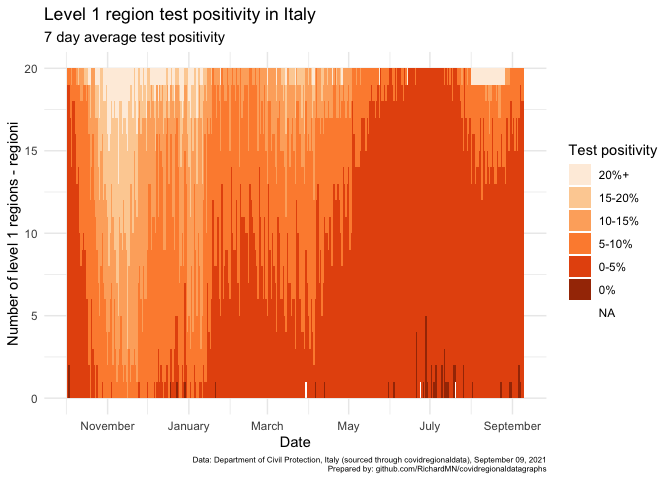 Level 1 region test positivity in Italy
7 day average test positivity
Number of level 1 regions - regioni
20
15
10
5
0
November January March May July September
Date
Test positivity
20%+
15-20%
10-15%
5-10%
0-5%
0%
NA
Data: Department of Civil Protection, Italy (sourced through covidregionaldata), September 09, 2021
Prepared by: github.com/RichardMN/covidregionaldatagraphs